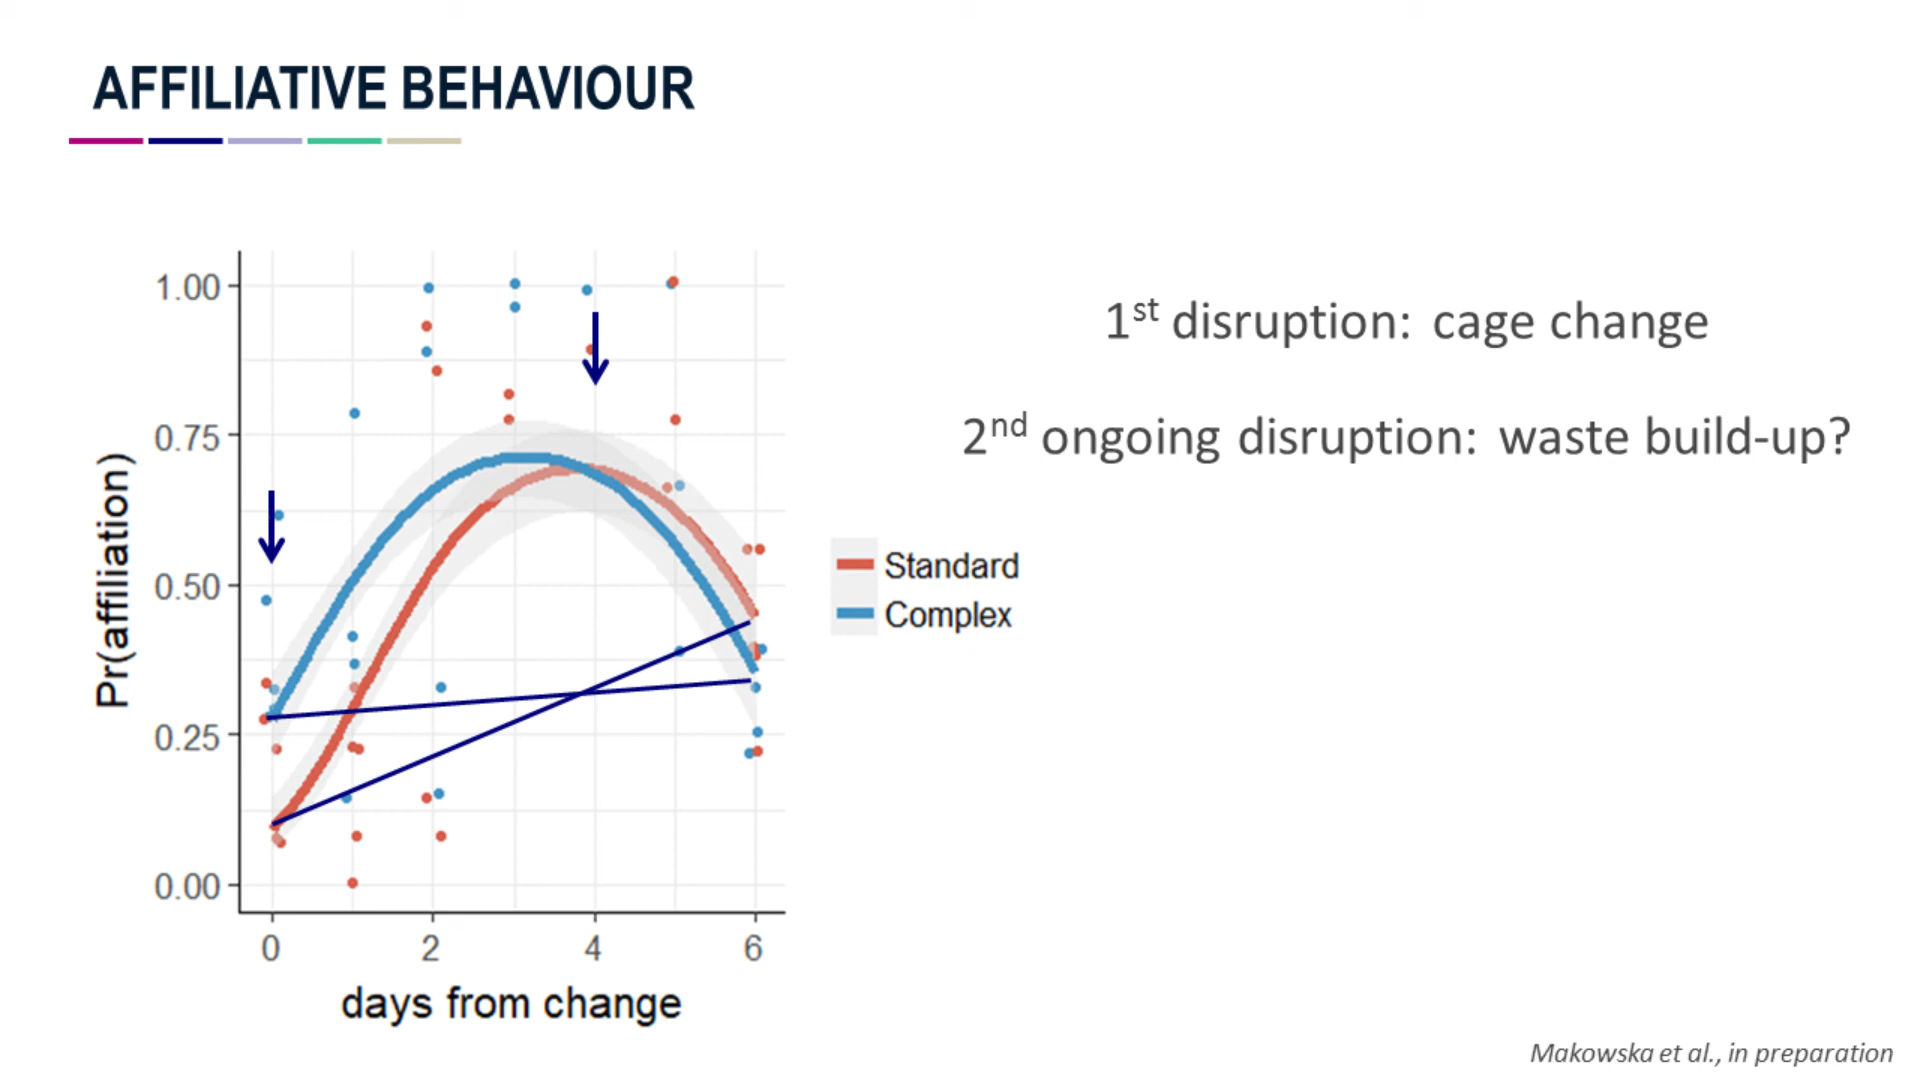 AFFILIATIVE BEHAVIOUR
1st disruption: cage change
2nd ongoing disruption: waste build-up?
1.00
0.75
0.50
0.25
0.00
Pr(affiliation)
0 2 4 6
days from change
Standard
Complex
Makowska et al., in preparation